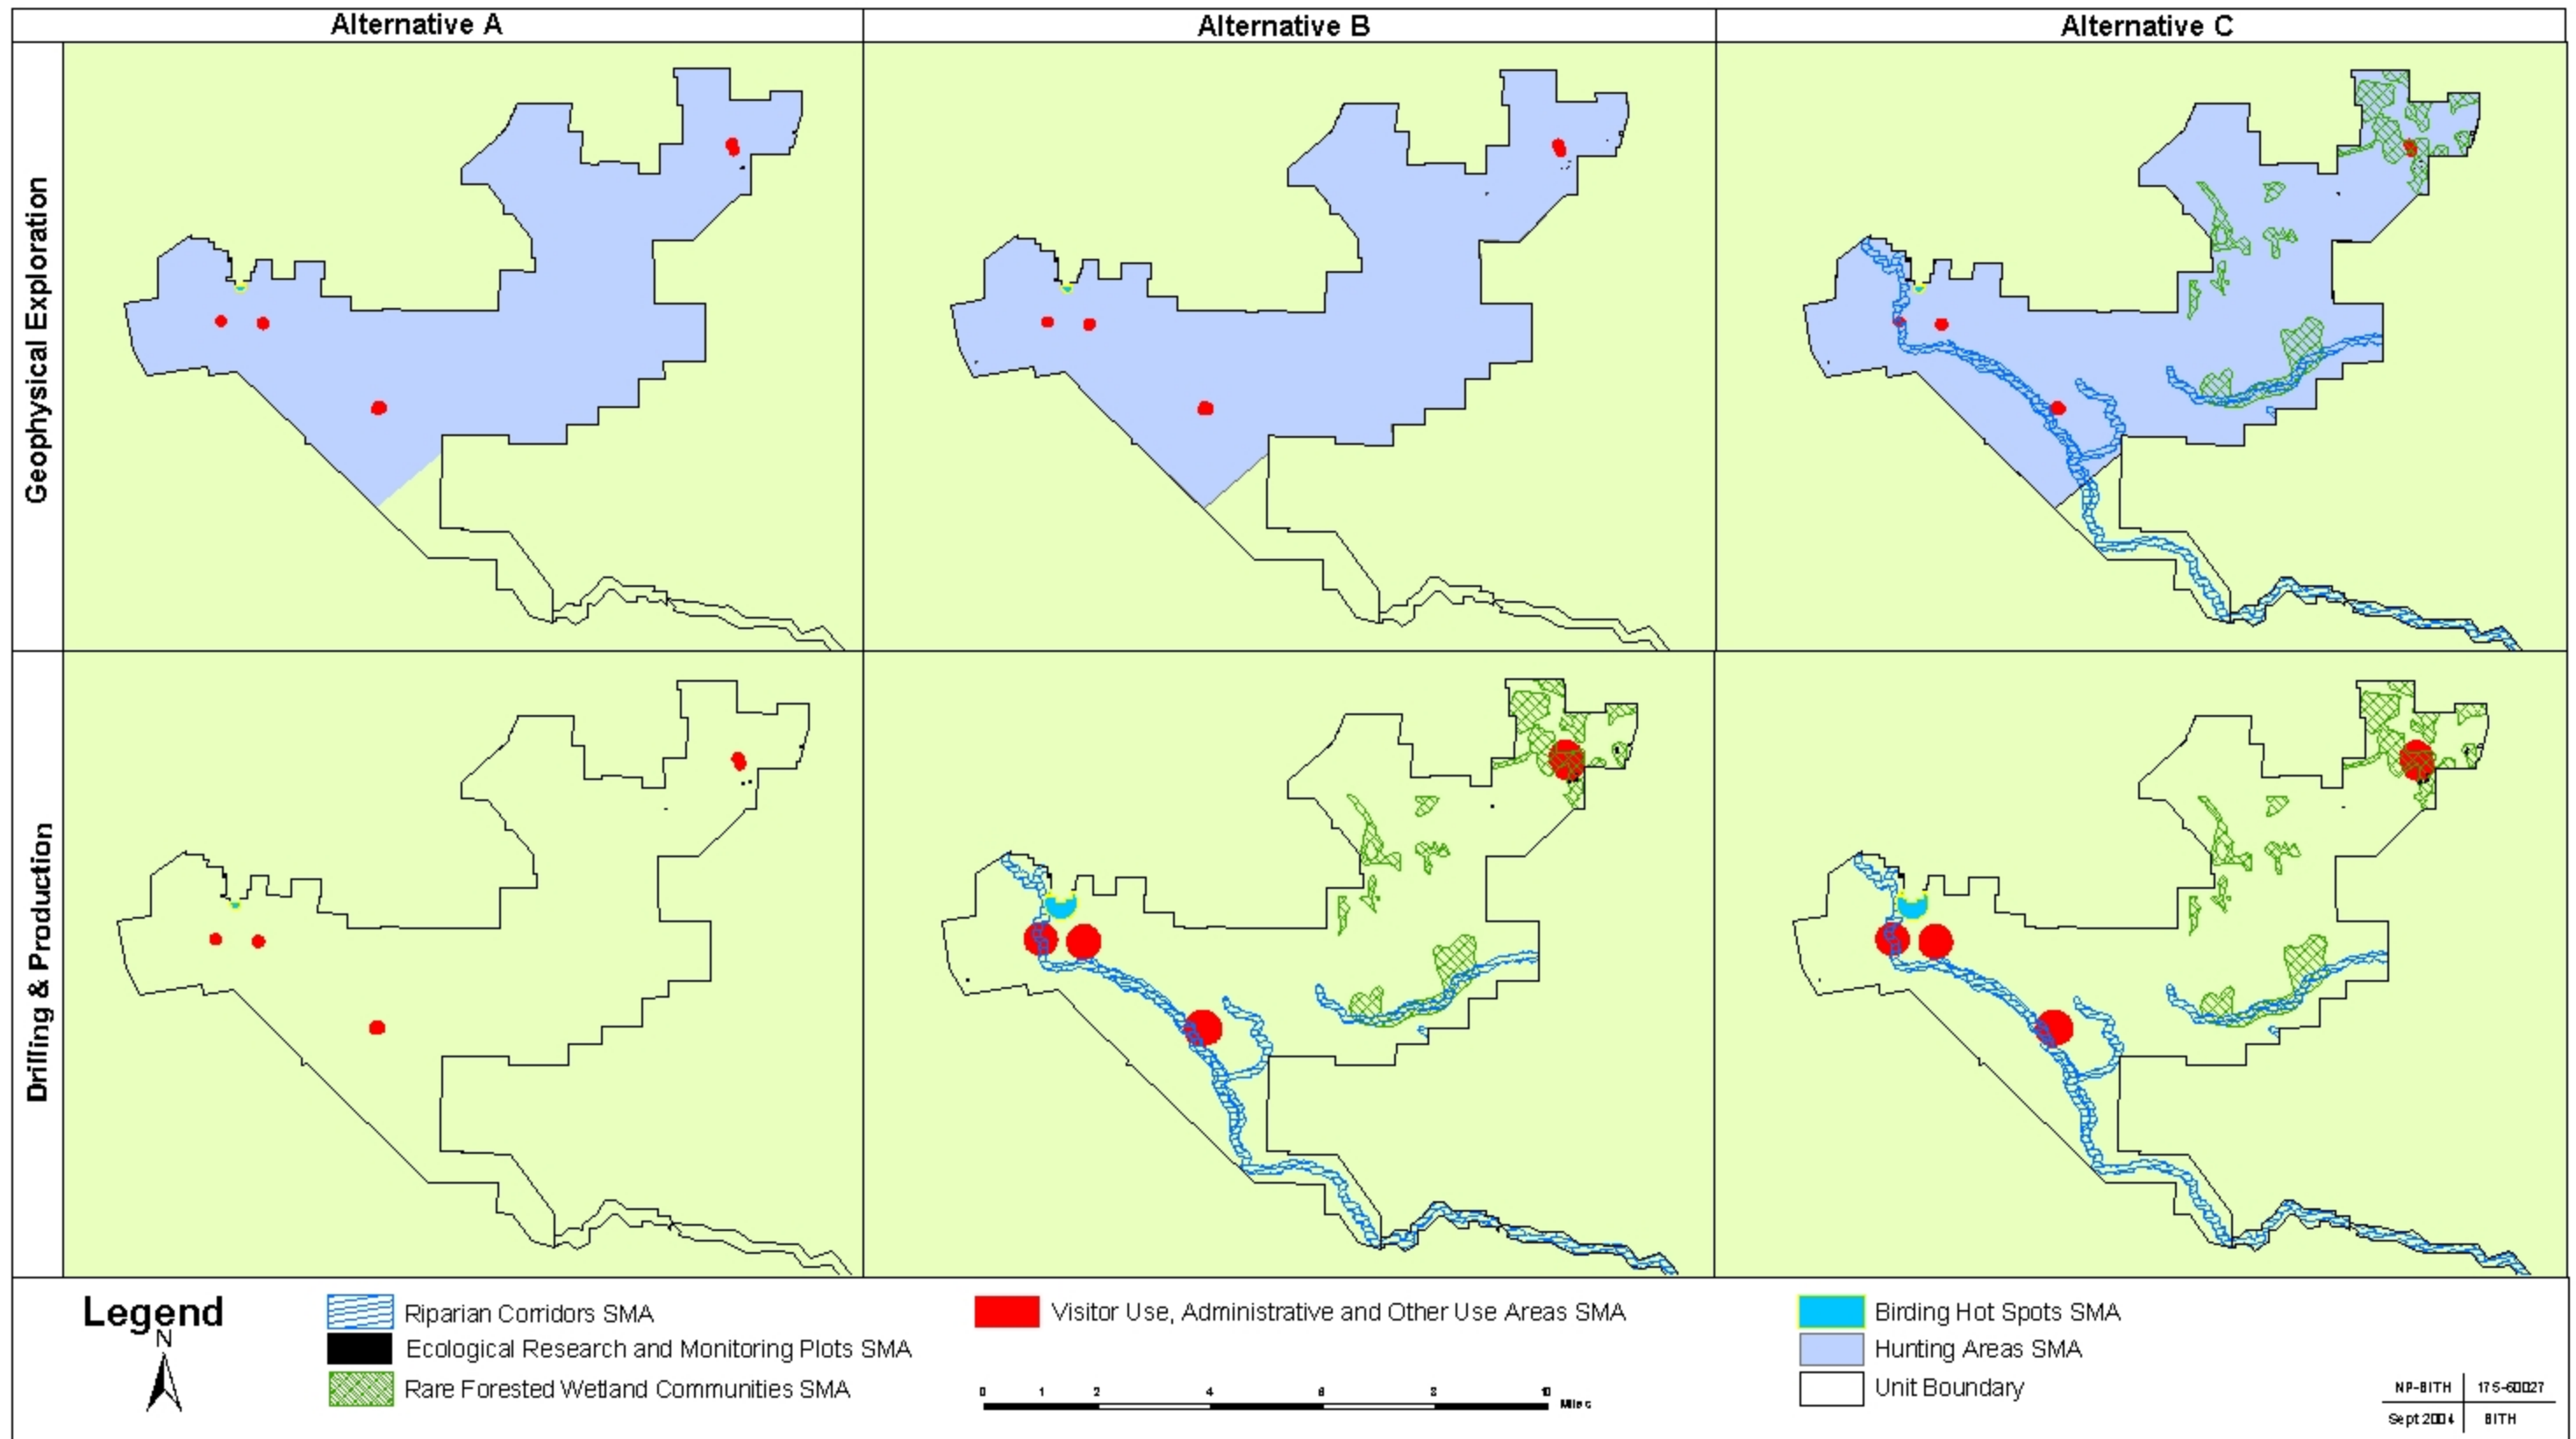 Alternative A
Alternative B
Alternative C
Geophysical Exploration
Drilling & Production
Legend
N
Riparian Corridors SMA
Ecological Research and Monitoring Plots SMA
Rare Forested Wetland Communities SMA
Visitor Use, Administrative and Other Use Areas SMA
0 1 2 4 6 8 10
Miles
Birding Hot Spots SMA
Hunting Areas SMA
Unit Boundary
NP-BITH 175-60027
Sept 2004 BITH